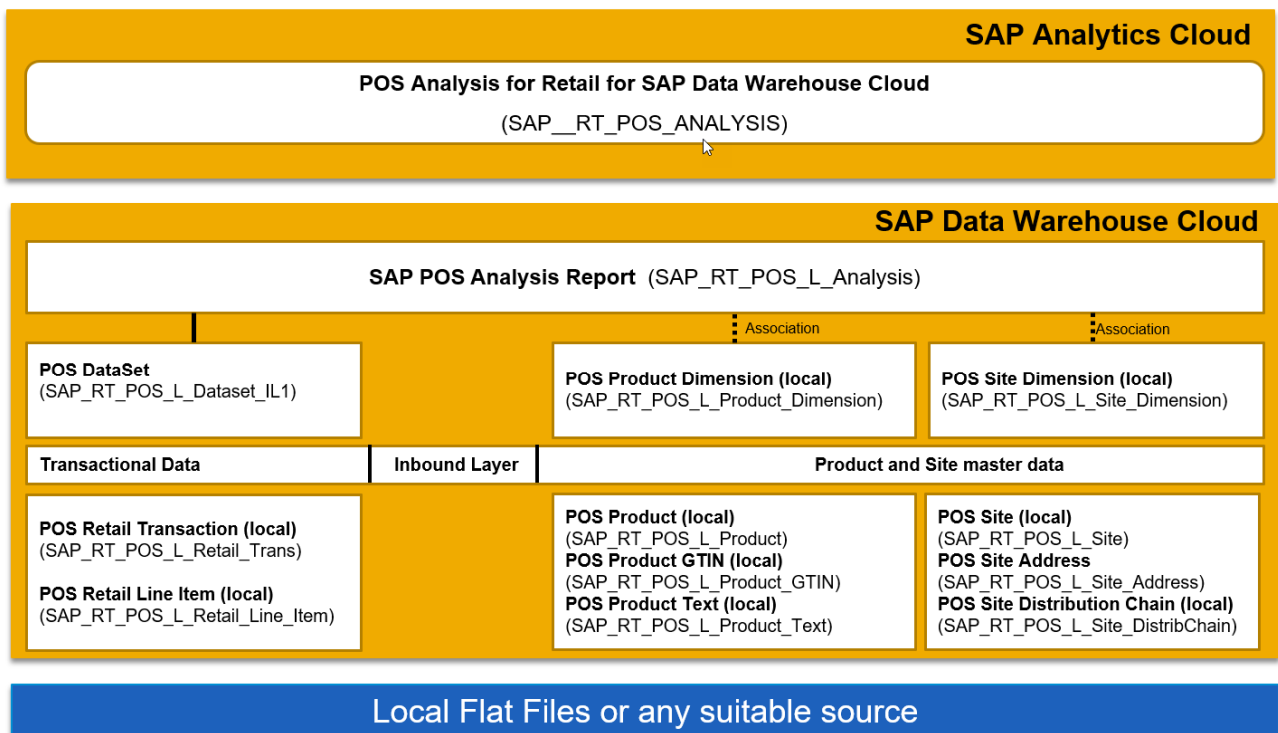 SAP Analytics Cloud
POS Analysis for Retail for SAP Data Warehouse Cloud
(SAP__RT_POS_ANALYSIS)
SAP Data Warehouse Cloud
SAP POS Analysis Report (SAP_RT_POS_L_Analysis)
Association
Association
POS DataSet
(SAP_RT_POS_L_Dataset_IL1)
POS Product Dimension (local)
(SAP_RT_POS_L_Product_Dimension)
POS Site Dimension (local)
(SAP_RT_POS_L_Site_Dimension)
Transactional Data
Inbound Layer
Product and Site master data
POS Retail Transaction (local)
(SAP_RT_POS_L_Retail_Trans)
POS Retail Line Item (local)
(SAP_RT_POS_L_Retail_Line_Item)
POS Product (local)
(SAP_RT_POS_L_Product)
POS Product GTIN (local)
(SAP_RT_POS_L_Product_GTIN)
POS Product Text (local)
(SAP_RT_POS_L_Product_Text)
POS Site (local)
(SAP_RT_POS_L_Site)
POS Site Address
(SAP_RT_POS_L_Site_Address)
POS Site Distribution Chain (local)
(SAP_RT_POS_L_Site_DistribChain)
Local Flat Files or any suitable source